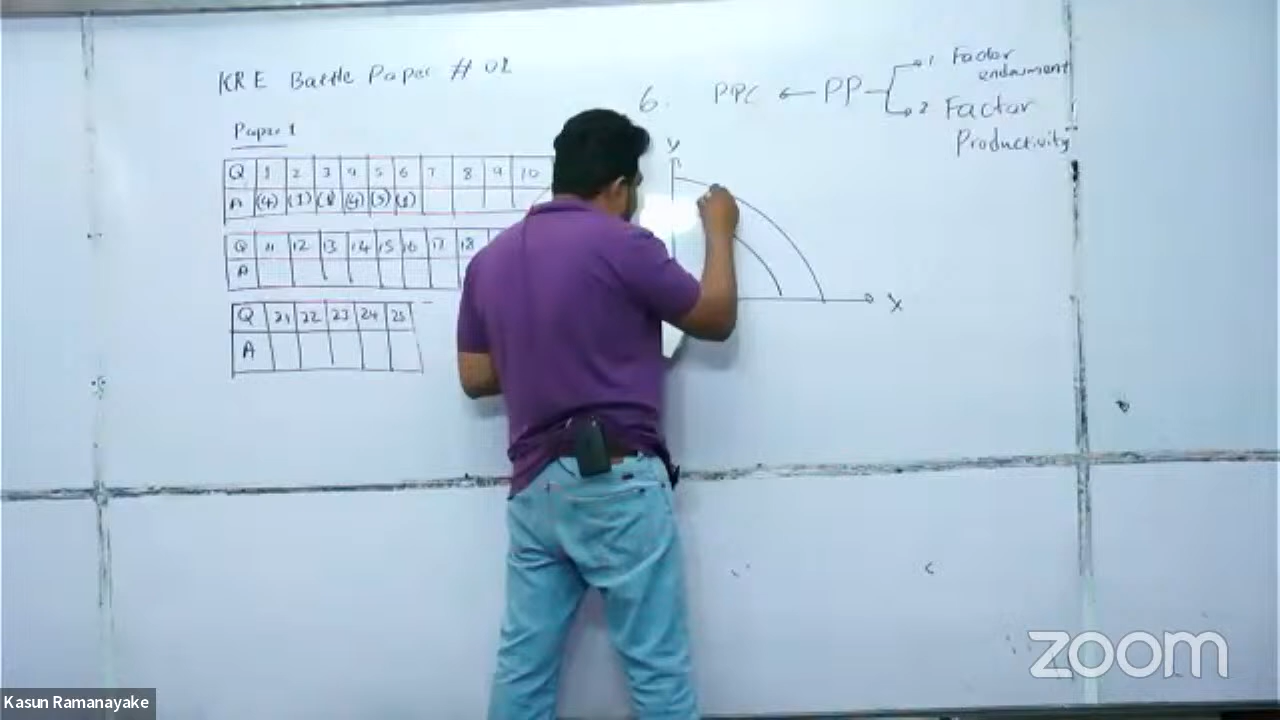 KRE Battle Paper # 01
Paper 1
Q 1 2 3 4 5 6 7 8 9 10
A (4) (1) (4) (5) (1)
Q 11 12 13 14 15 16 17 18
A
Q 21 22 23 24 25
A
6. PPC ← PP
1 Factor endowment
2 Factor Productivity
y
x
Kasun Ramanayake
zoom